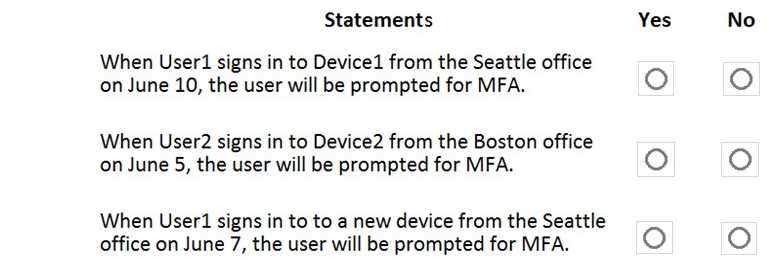 Statements Yes No
When User1 signs in to Device1 from the Seattle office
on June 10, the user will be prompted for MFA.
When User2 signs in to Device2 from the Boston office
on June 5, the user will be prompted for MFA.
When User1 signs in to to a new device from the Seattle
office on June 7, the user will be prompted for MFA.